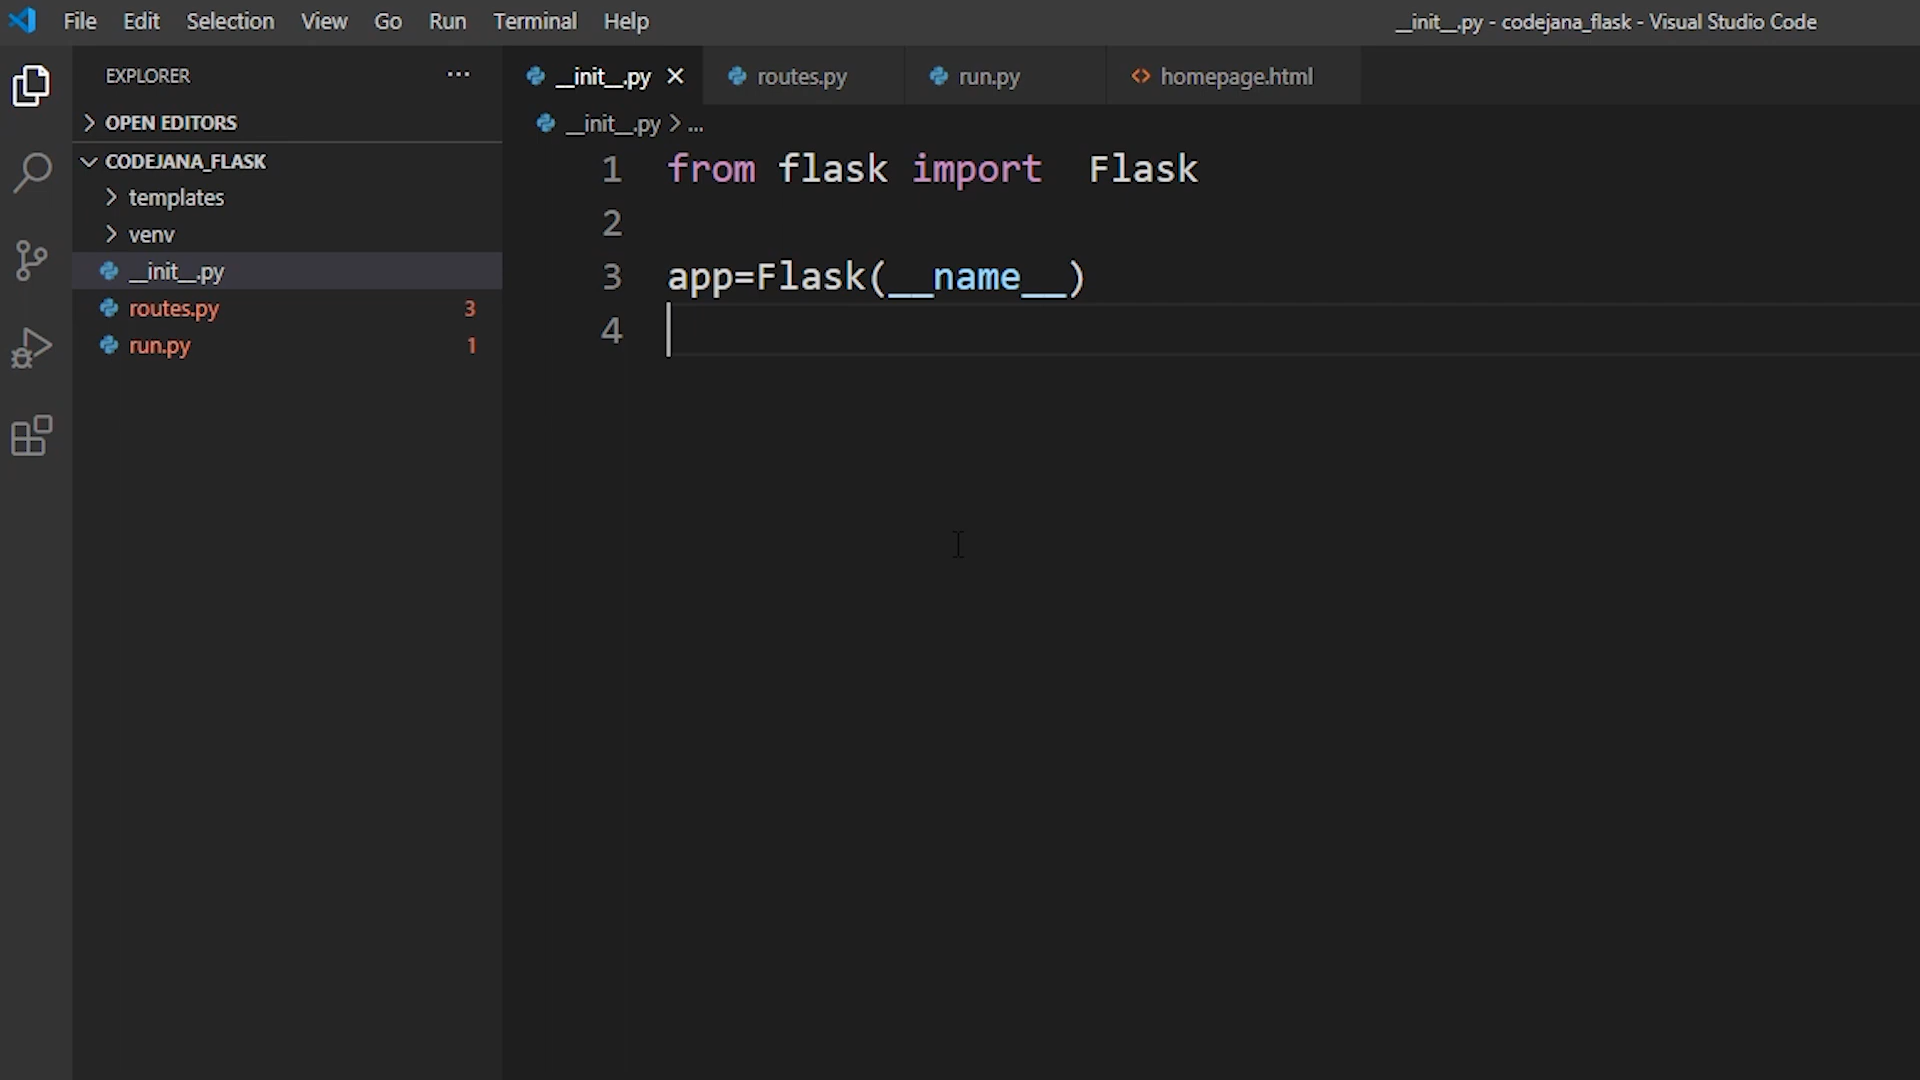 File Edit Selection View Go Run Terminal Help
__init__.py - codejana_flask - Visual Studio Code
EXPLORER ...
OPEN EDITORS
CODEJANA_FLASK
templates
venv
__init__.py
routes.py 3
run.py 1
__init__.py routes.py run.py homepage.html
__init__.py > ...
1 from flask import  Flask
2
3 app=Flask(__name__)
4